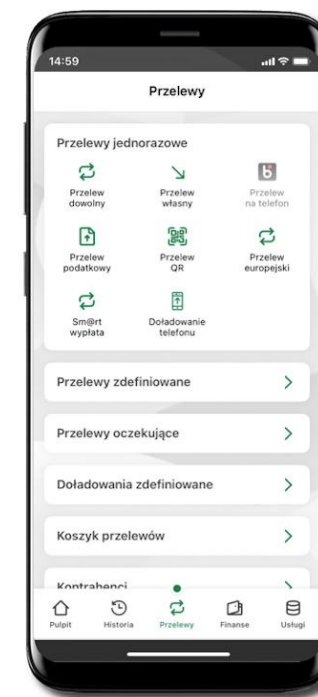 14:59
Przelewy
Przelewy jednorazowe
Przelew
dowolny
Przelew
własny
Przelew
na telefon
Przelew
podatkowy
Przelew
QR
Przelew
europejski
Sm@rt
wypłata
Doładowanie
telefonu
Przelewy zdefiniowane
Przelewy oczekujące
Doładowania zdefiniowane
Koszyk przelewów
Kontrahenci
Pulpit
Historia
Przelewy
Finanse
Usługi